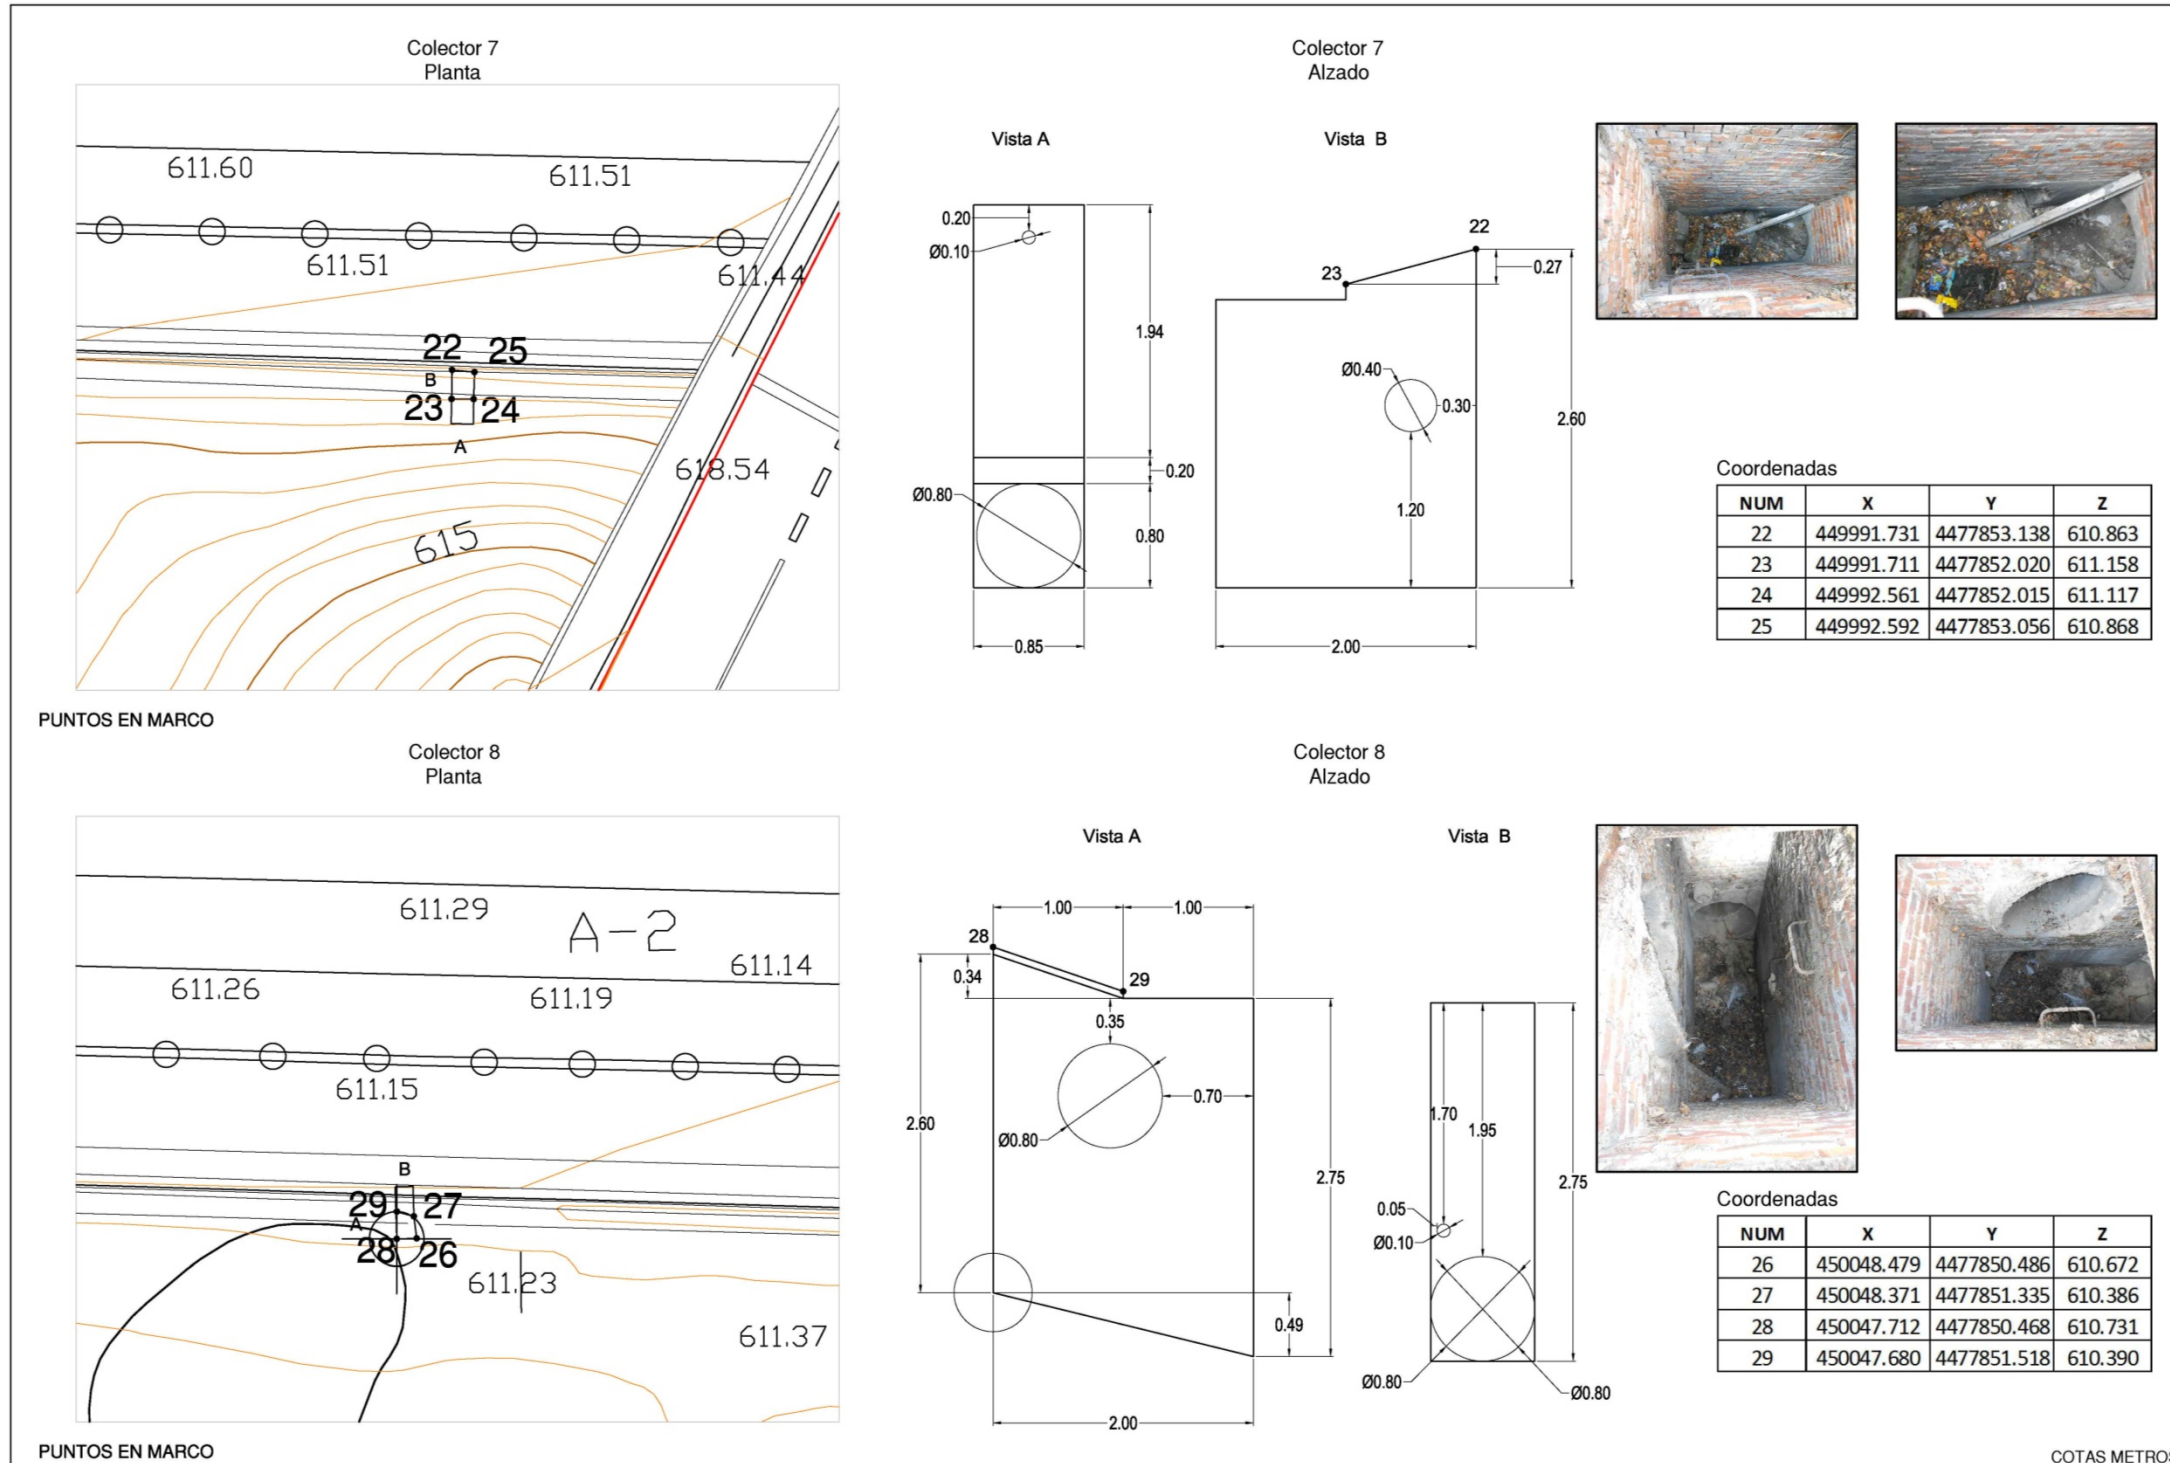 Colector 7
Planta
611.60
611.51
611.51
611.44
22 25
B
23 24
A
618.54
615
PUNTOS EN MARCO
Colector 7
Alzado
Vista A
0.20
Ø0.10
1.94
0.20
Ø0.80
0.80
0.85
Vista B
22
23
0.27
Ø0.40
0.30
2.60
1.20
2.00
Coordenadas
NUM X Y Z
22 449991.731 4477853.138 610.863
23 449991.711 4477852.020 611.158
24 449992.561 4477852.015 611.117
25 449992.592 4477853.056 610.868
Colector 8
Planta
611.29
A-2
611.14
611.26
611.19
611.15
B
29 27
A
28 26
611.23
611.37
PUNTOS EN MARCO
Colector 8
Alzado
Vista A
1.00 1.00
28
0.34
29
0.35
0.70
Ø0.80
2.60
2.75
0.49
2.00
Vista B
1.70
1.95
2.75
0.05
Ø0.10
Ø0.80
Ø0.80
Coordenadas
NUM X Y Z
26 450048.479 4477850.486 610.672
27 450048.371 4477851.335 610.386
28 450047.712 4477850.468 610.731
29 450047.680 4477851.518 610.390
COTAS METROS